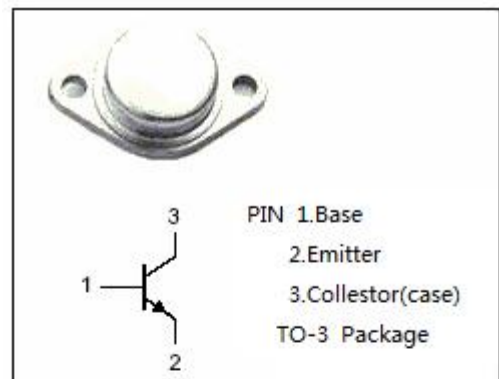 3
1
2
PIN 1.Base
2.Emitter
3.Collestor(case)
TO-3 Package